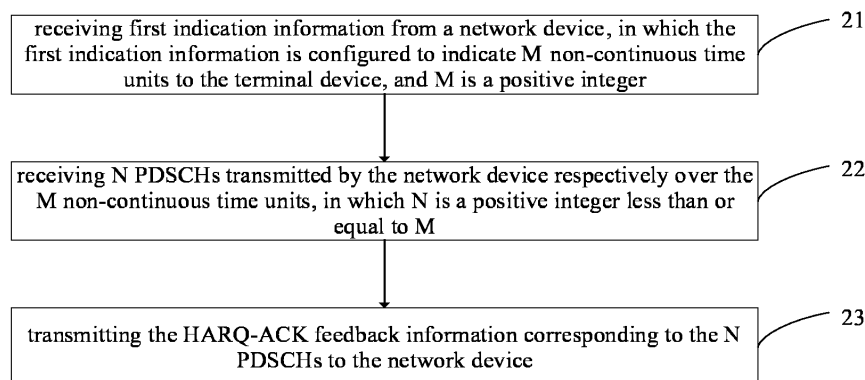 receiving first indication information from a network device, in which the
first indication information is configured to indicate M non-continuous time
units to the terminal device, and M is a positive integer
21
receiving N PDSCHs transmitted by the network device respectively over the
M non-continuous time units, in which N is a positive integer less than or
equal to M
22
transmitting the HARQ-ACK feedback information corresponding to the N
PDSCHs to the network device
23